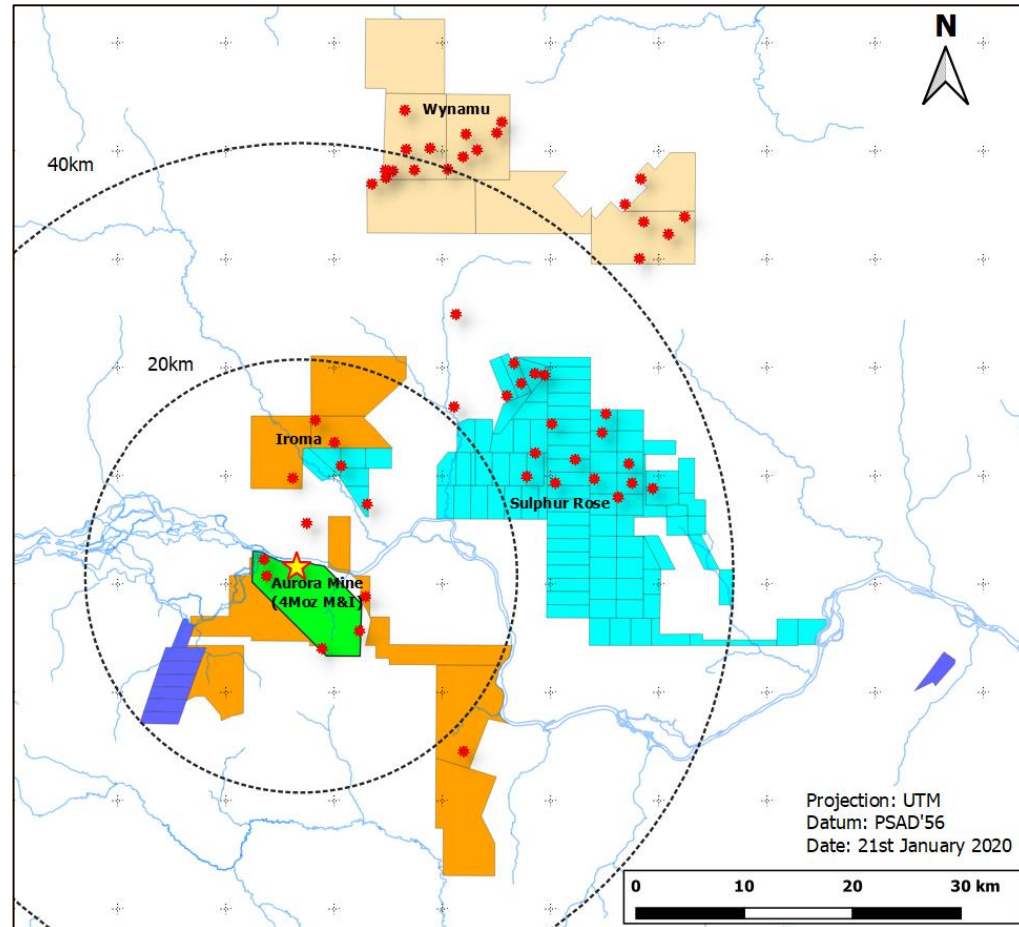 N
Wynamu
40km
20km
Iroma
Sulphur Rose
Aurora Mine
(4Moz M&I)
Projection: UTM
Datum: PSAD'56
Date: 21st January 2020
0 10 20 30 km